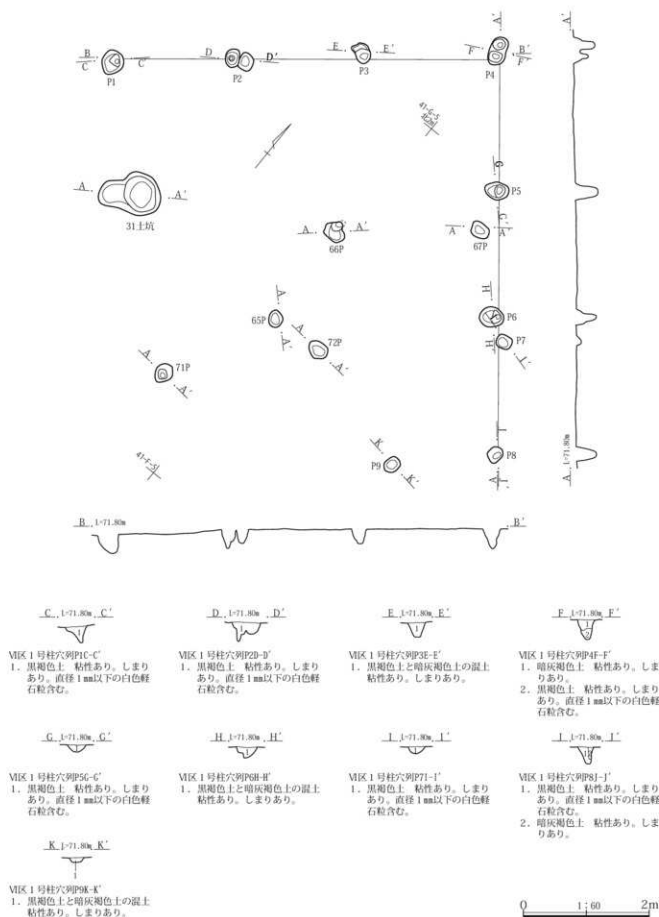 A A
E E'
F B' F'
P4
B C P1 C'
D P2 D'
P3
41-G-S
G
P5
A A'
31土坑
G'
A A'
66P
A A'
67P
H
A
65P
A'
P6
A
72P
A'
H'
P7
I'
A
71P
A'
41-F-S
K
P9
K'
P8
A
L=71.80m
A'
B L=71.80m B'
C L=71.80m C'
D L=71.80m D'
E L=71.80m E'
F L=71.80m F'
1
1
1
1
2
Ⅶ区1号柱穴列P1C-C'
1. 黒褐色土 粘性あり。しまり
あり。直径1mm以下の白色軽
石粒含む。
Ⅶ区1号柱穴列P2D-D'
1. 黒褐色土 粘性あり。しまり
あり。直径1mm以下の白色軽
石粒含む。
Ⅶ区1号柱穴列P3E-E'
1. 黒褐色土と暗灰褐色土の混土
粘性あり。しまりあり。
Ⅶ区1号柱穴列P4F-F'
1. 暗灰褐色土 粘性あり。しま
りあり。
2. 黒褐色土 粘性あり。しまり
あり。直径1mm以下の白色軽
石粒含む。
G L=71.80m G'
H L=71.80m H'
I L=71.80m I'
J L=71.80m J'
1
1
1
1
2
Ⅶ区1号柱穴列P5G-G'
1. 黒褐色土 粘性あり。しまり
あり。直径1mm以下の白色軽
石粒含む。
Ⅶ区1号柱穴列P6H-H'
1. 黒褐色土と暗灰褐色土の混土
粘性あり。しまりあり。
Ⅶ区1号柱穴列P7I-I'
1. 黒褐色土 粘性あり。しまり
あり。直径1mm以下の白色軽
石粒含む。
Ⅶ区1号柱穴列P8J-J'
1. 黒褐色土 粘性あり。しまり
あり。直径1mm以下の白色軽
石粒含む。
2. 暗灰褐色土 粘性あり。しま
りあり。
K L=71.80m K'
1
Ⅶ区1号柱穴列P9K-K'
1. 黒褐色土と暗灰褐色土の混土
粘性あり。しまりあり。
0 1:60 2m